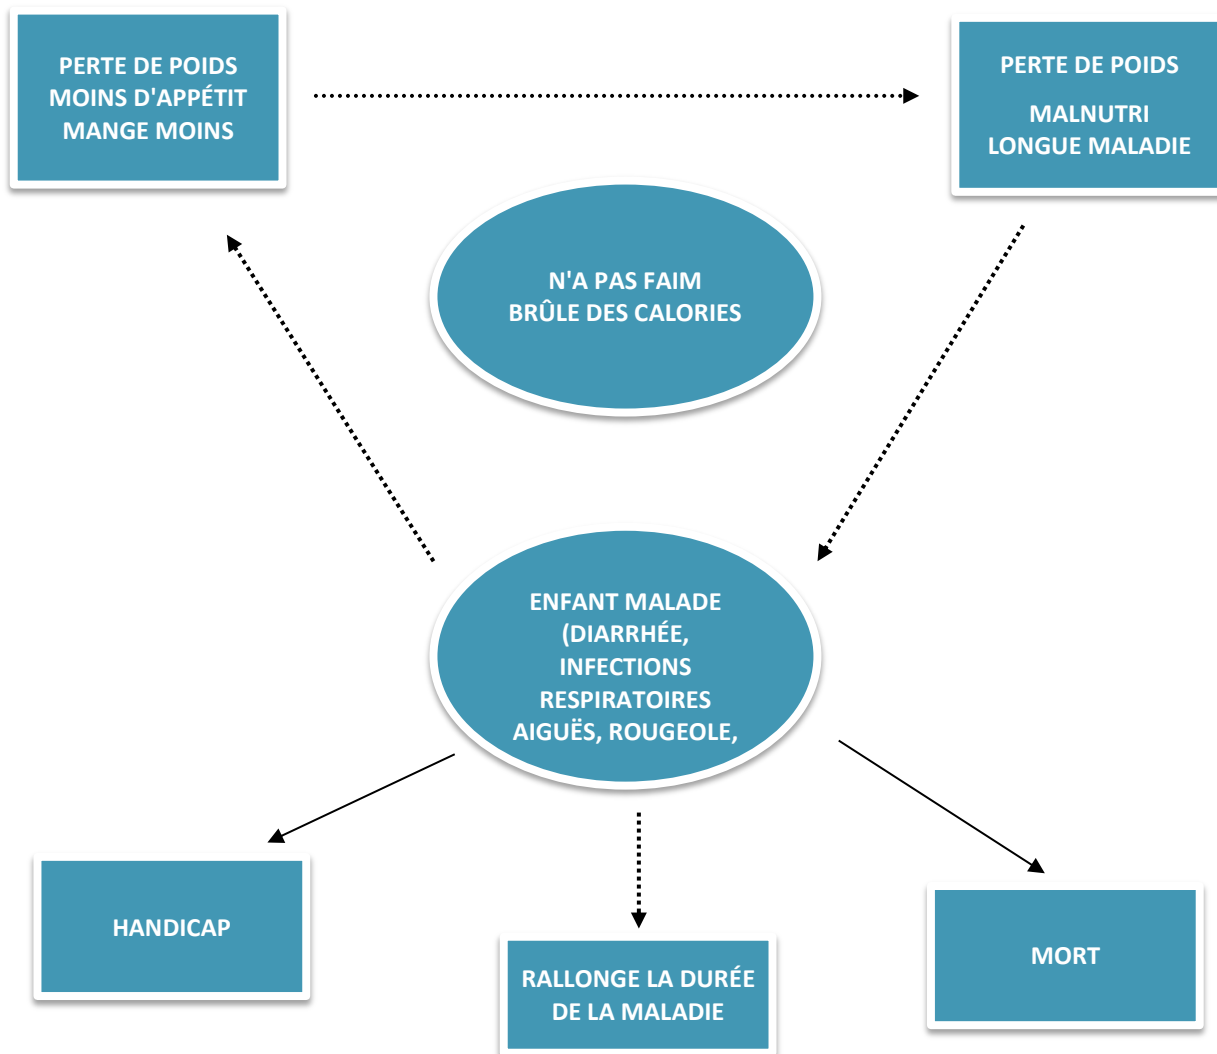 PERTE DE POIDS
MOINS D'APPÉTIT
MANGE MOINS
PERTE DE POIDS
MALNUTRI
LONGUE MALADIE
N'A PAS FAIM
BRÛLE DES CALORIES
ENFANT MALADE
(DIARRHÉE,
INFECTIONS
RESPIRATOIRES
AIGUËS, ROUGEOLE,
HANDICAP
RALLONGE LA DURÉE
DE LA MALADIE
MORT